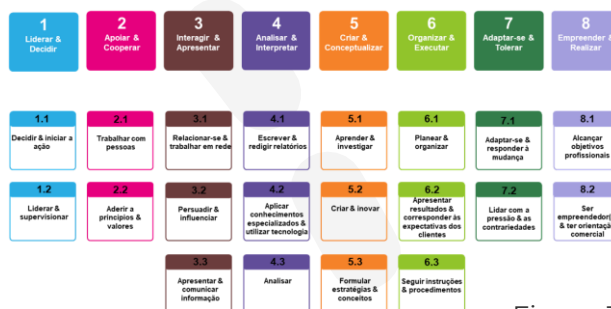 1
Liderar &
Decidir
2
Apoiar &
Cooperar
3
Interagir &
Apresentar
4
Analisar &
Interpretar
5
Criar &
Conceptualizar
6
Organizar &
Executar
7
Adaptar-se &
Tolerar
8
Empreender &
Realizar
1.1
Decidir & iniciar a
ação
2.1
Trabalhar com
pessoas
3.1
Relacionar-se &
trabalhar em rede
4.1
Escrever &
redigir relatórios
5.1
Aprender &
investigar
6.1
Planear &
organizar
7.1
Adaptar-se &
responder à
mudança
8.1
Alcançar
objetivos
profissionais
1.2
Liderar &
supervisionar
2.2
Aderir a
princípios &
valores
3.2
Persuadir &
influenciar
4.2
Aplicar
conhecimentos
especializados &
utilizar tecnologia
5.2
Criar & inovar
6.2
Apresentar
resultados &
corresponder às
expectativas dos
clientes
7.2
Lidar com a
pressão & as
contrariedades
8.2
Ser
& ter orientação
comercial
3.3
Apresentar &
comunicar
informação
4.3
Analisar
5.3
Formular
estratégias &
conceitos
6.3
Seguir instruções
& procedimentos